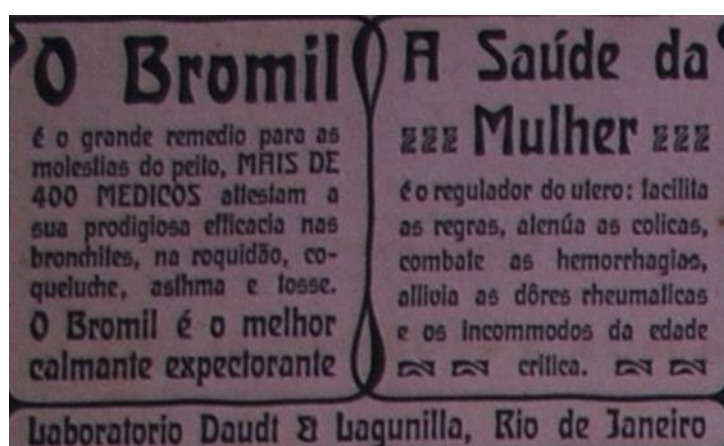 O Bromil
é o grande remedio para as
molestias do peito, MAIS DE
400 MEDICOS attestam a
sua prodigiosa efficacia nas
bronchites, na roquidão, co-
queluche, asthma e tosse.
O Bromil é o melhor
calmante expectorante
A Saúde da
Mulher
é o regulador do utero: facilita
as regras, atenúa as colicas,
combate as hemorrhagias,
allivia as dôres rheumaticas
e os incommodos da edade
critica.
Laboratorio Daudt & Lagunilla, Rio de Janeiro